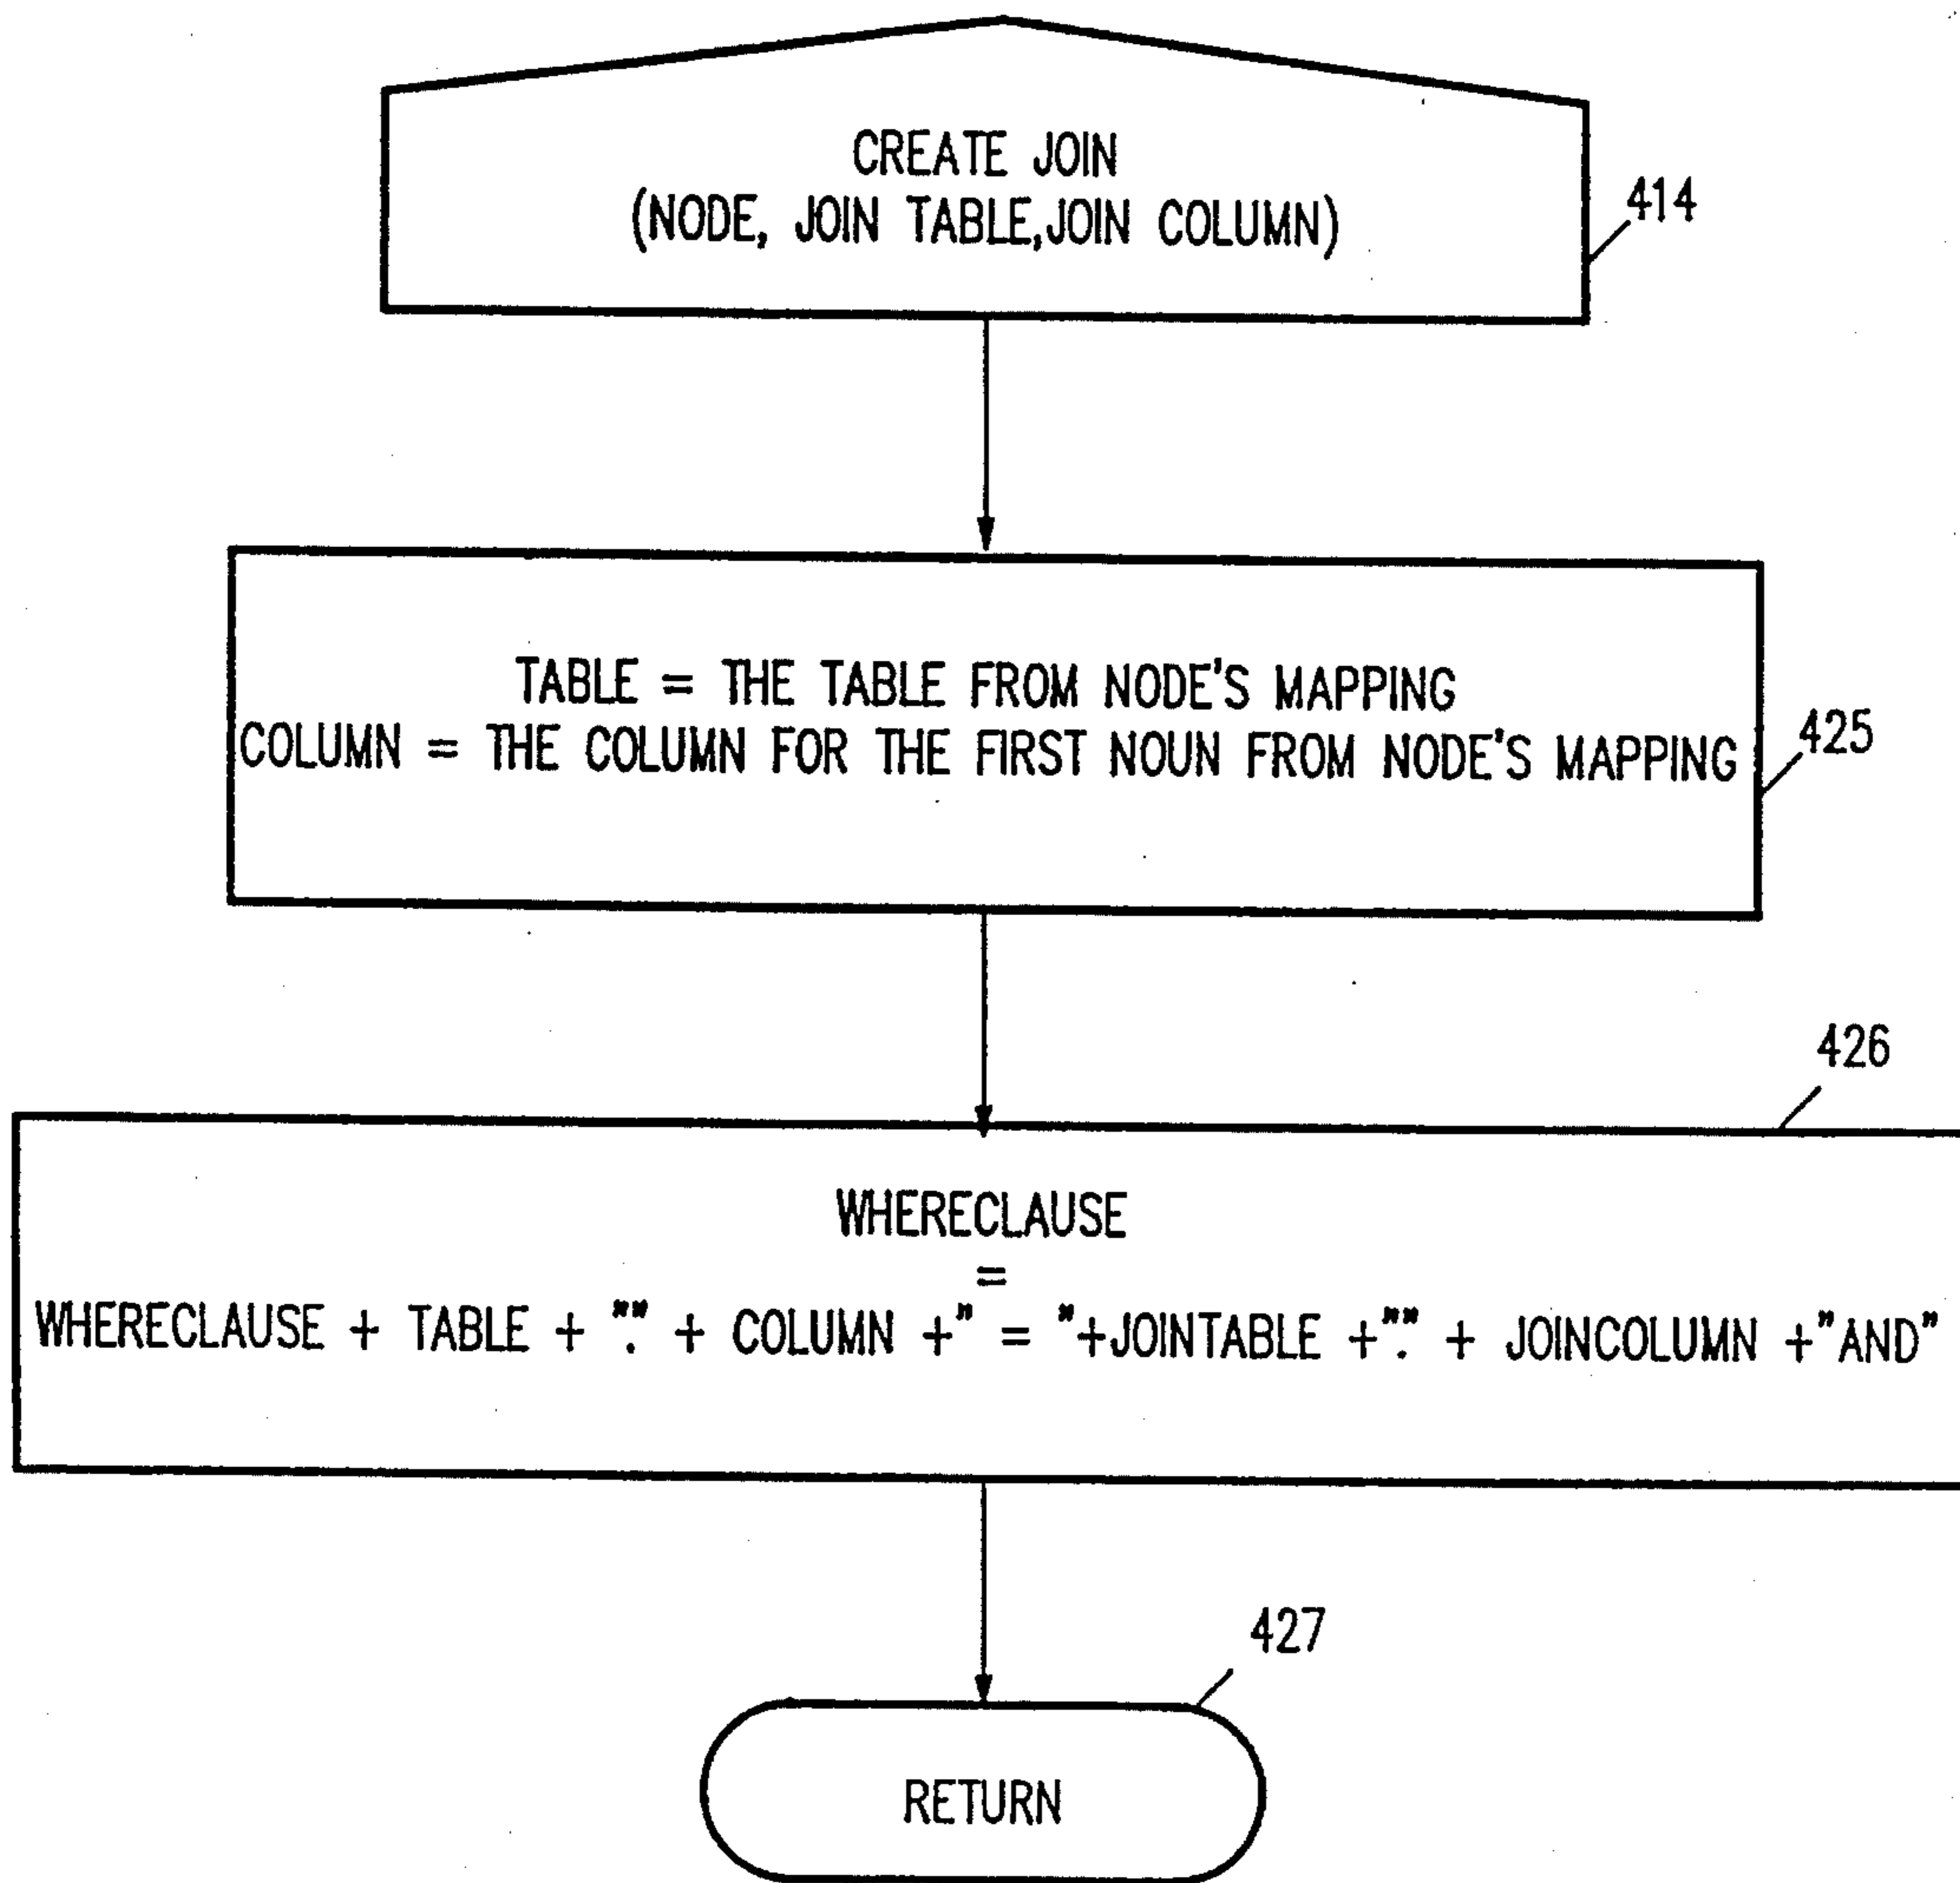 CREATE JOIN
(NODE, JOIN TABLE,JOIN COLUMN)
414
TABLE = THE TABLE FROM NODE'S MAPPING
COLUMN = THE COLUMN FOR THE FIRST NOUN FROM NODE'S MAPPING
425
426
WHERECLAUSE
=
WHERECLAUSE + TABLE + "." + COLUMN +" = "+JOINTABLE +"." + JOINCOLUMN +"AND"
427
RETURN